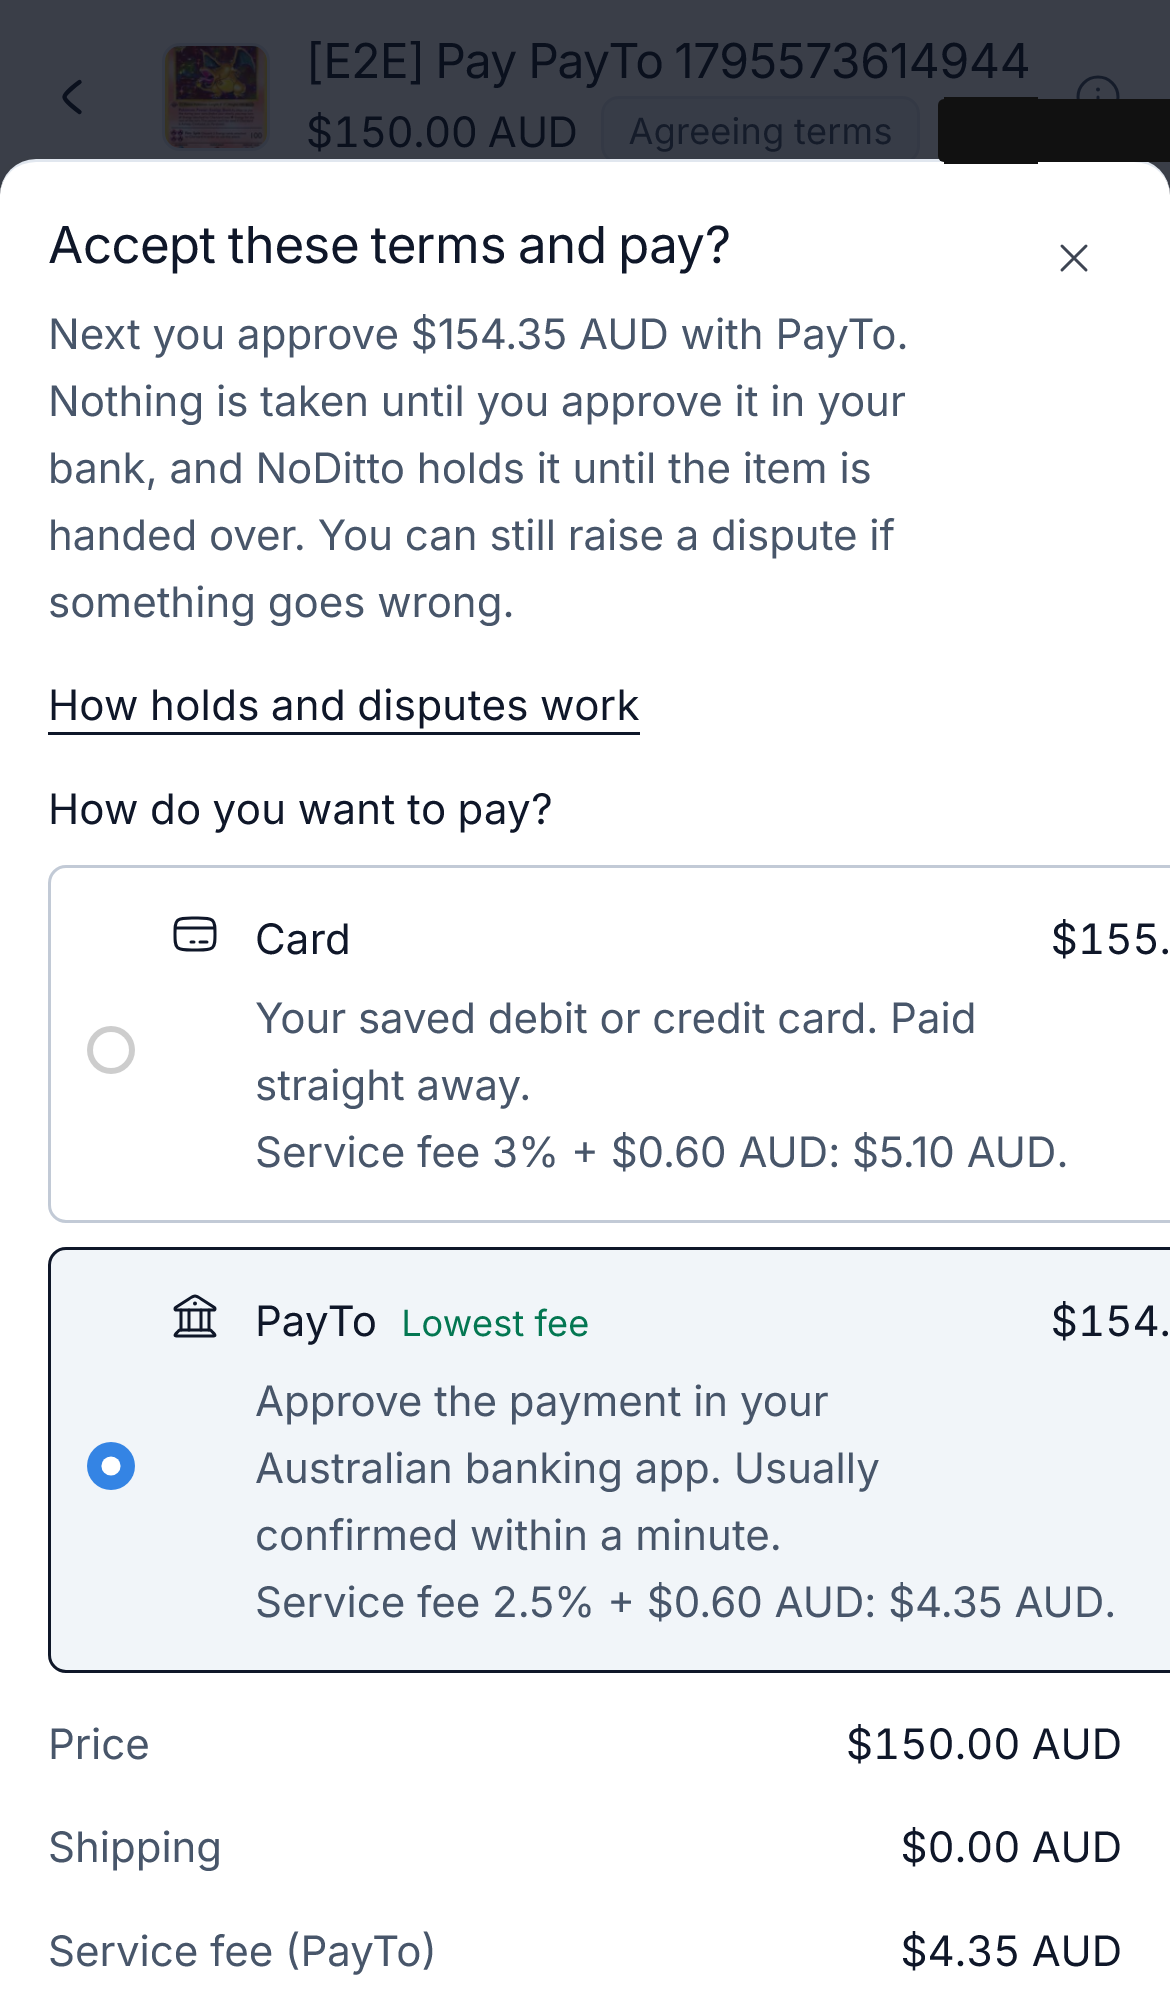 [E2E] Pay PayTo 1795573614944
$150.00 AUD
Agreeing terms
Accept these terms and pay?
Next you approve $154.35 AUD with PayTo.
Nothing is taken until you approve it in your
bank, and NoDitto holds it until the item is
handed over. You can still raise a dispute if
something goes wrong.
How holds and disputes work
How do you want to pay?
Card
$155.
Your saved debit or credit card. Paid
straight away.
Service fee 3% + $0.60 AUD: $5.10 AUD.
PayTo Lowest fee
$154.
Approve the payment in your
Australian banking app. Usually
confirmed within a minute.
Service fee 2.5% + $0.60 AUD: $4.35 AUD.
Price
$150.00 AUD
Shipping
$0.00 AUD
Service fee (PayTo)
$4.35 AUD